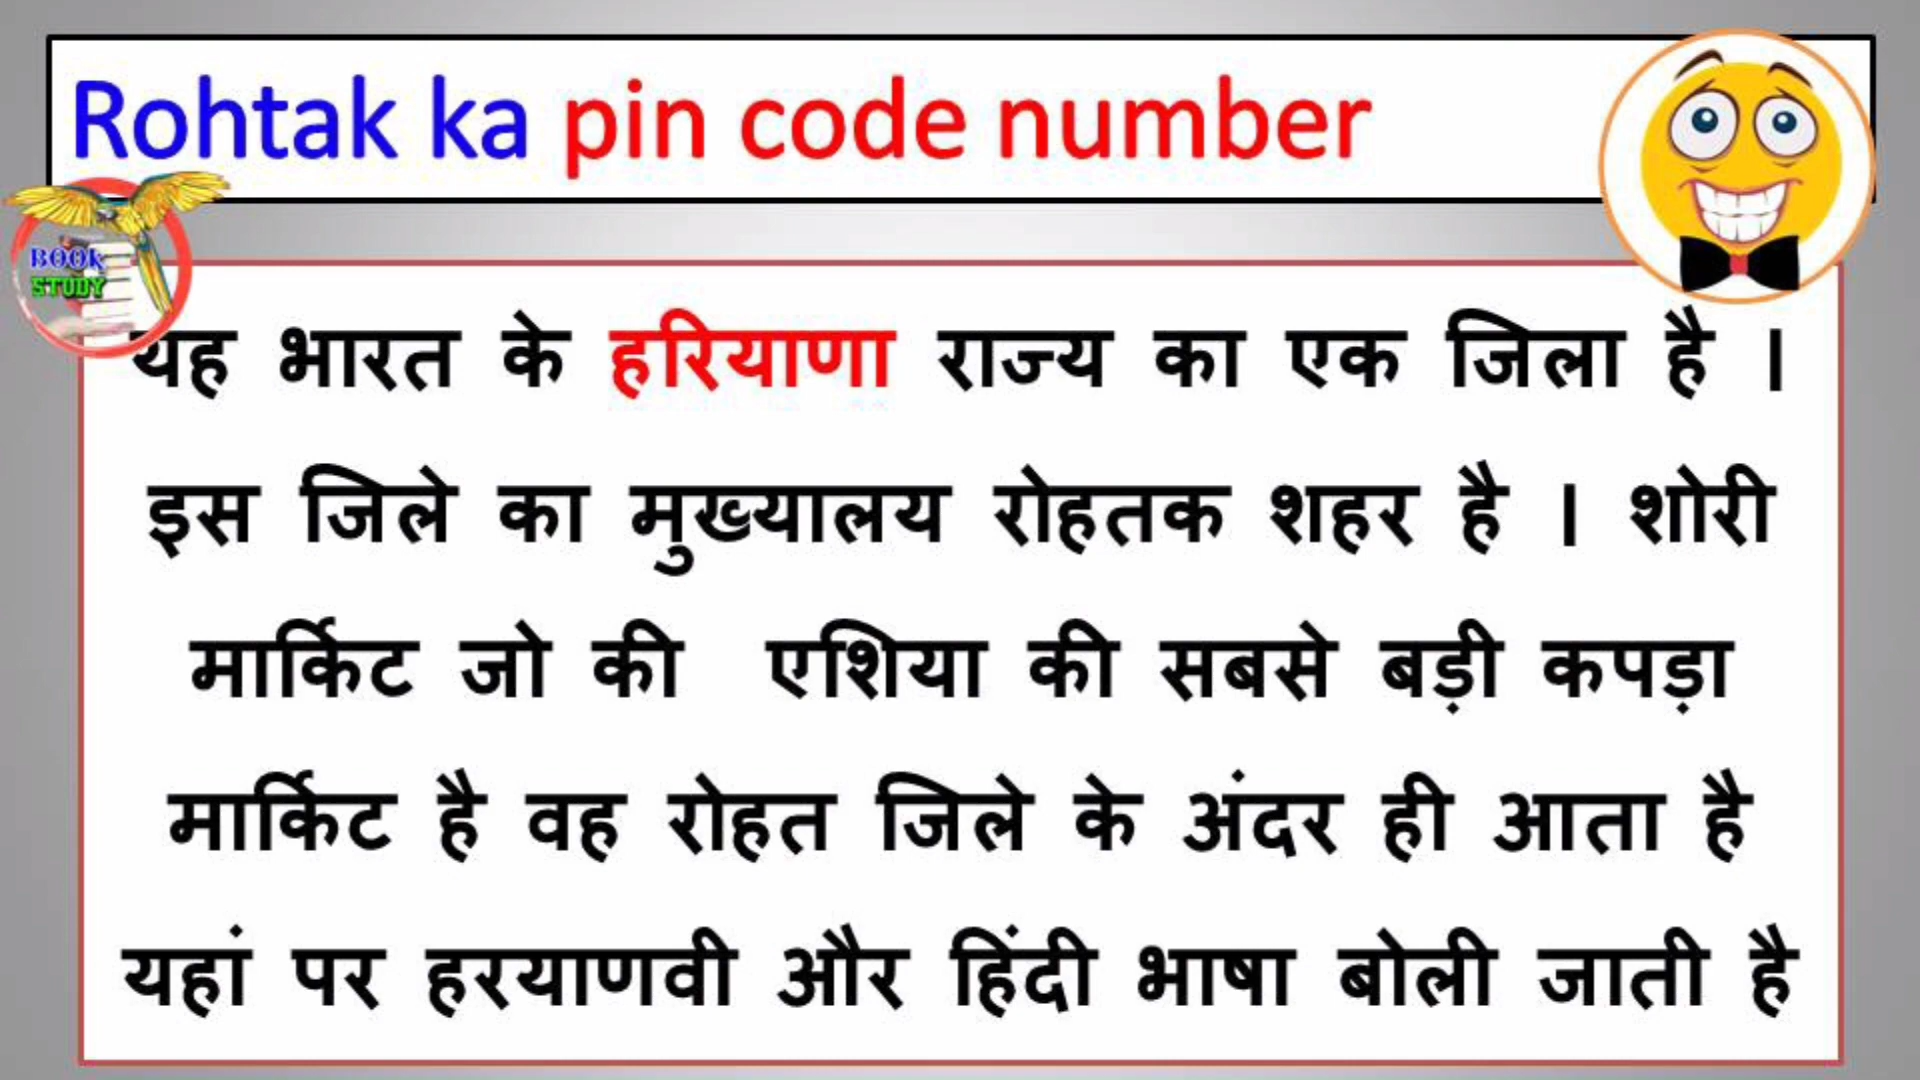 Rohtak ka pin code number
BOOK
STUDY
यह भारत के हरियाणा राज्य का एक जिला है ।
इस जिले का मुख्यालय रोहतक शहर है । शोरी
मार्किट जो की एशिया की सबसे बड़ी कपड़ा
मार्किट है वह रोहत जिले के अंदर ही आता है
यहां पर हरयाणवी और हिंदी भाषा बोली जाती है